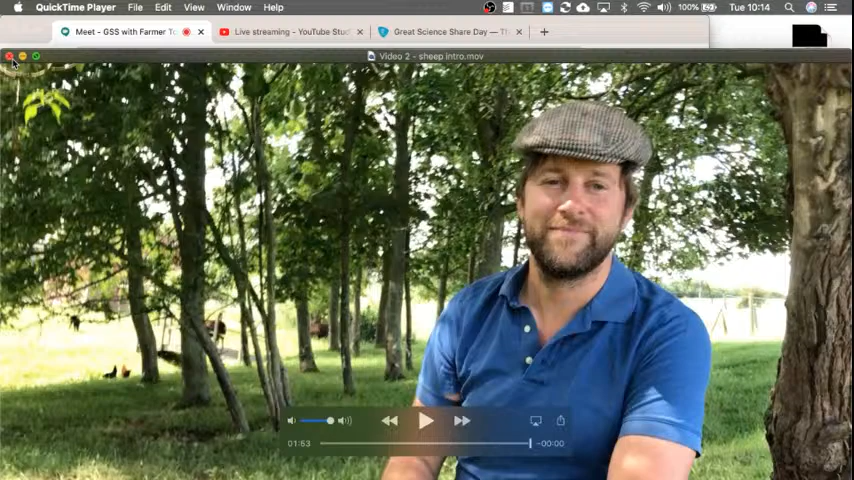 QuickTime Player File Edit View Window Help 100% Tue 10:14
Meet - GSS with Farmer To Live streaming - YouTube Stud Great Science Share Day — Th
Video 2 - sheep intro.mov
01:53 -00:00